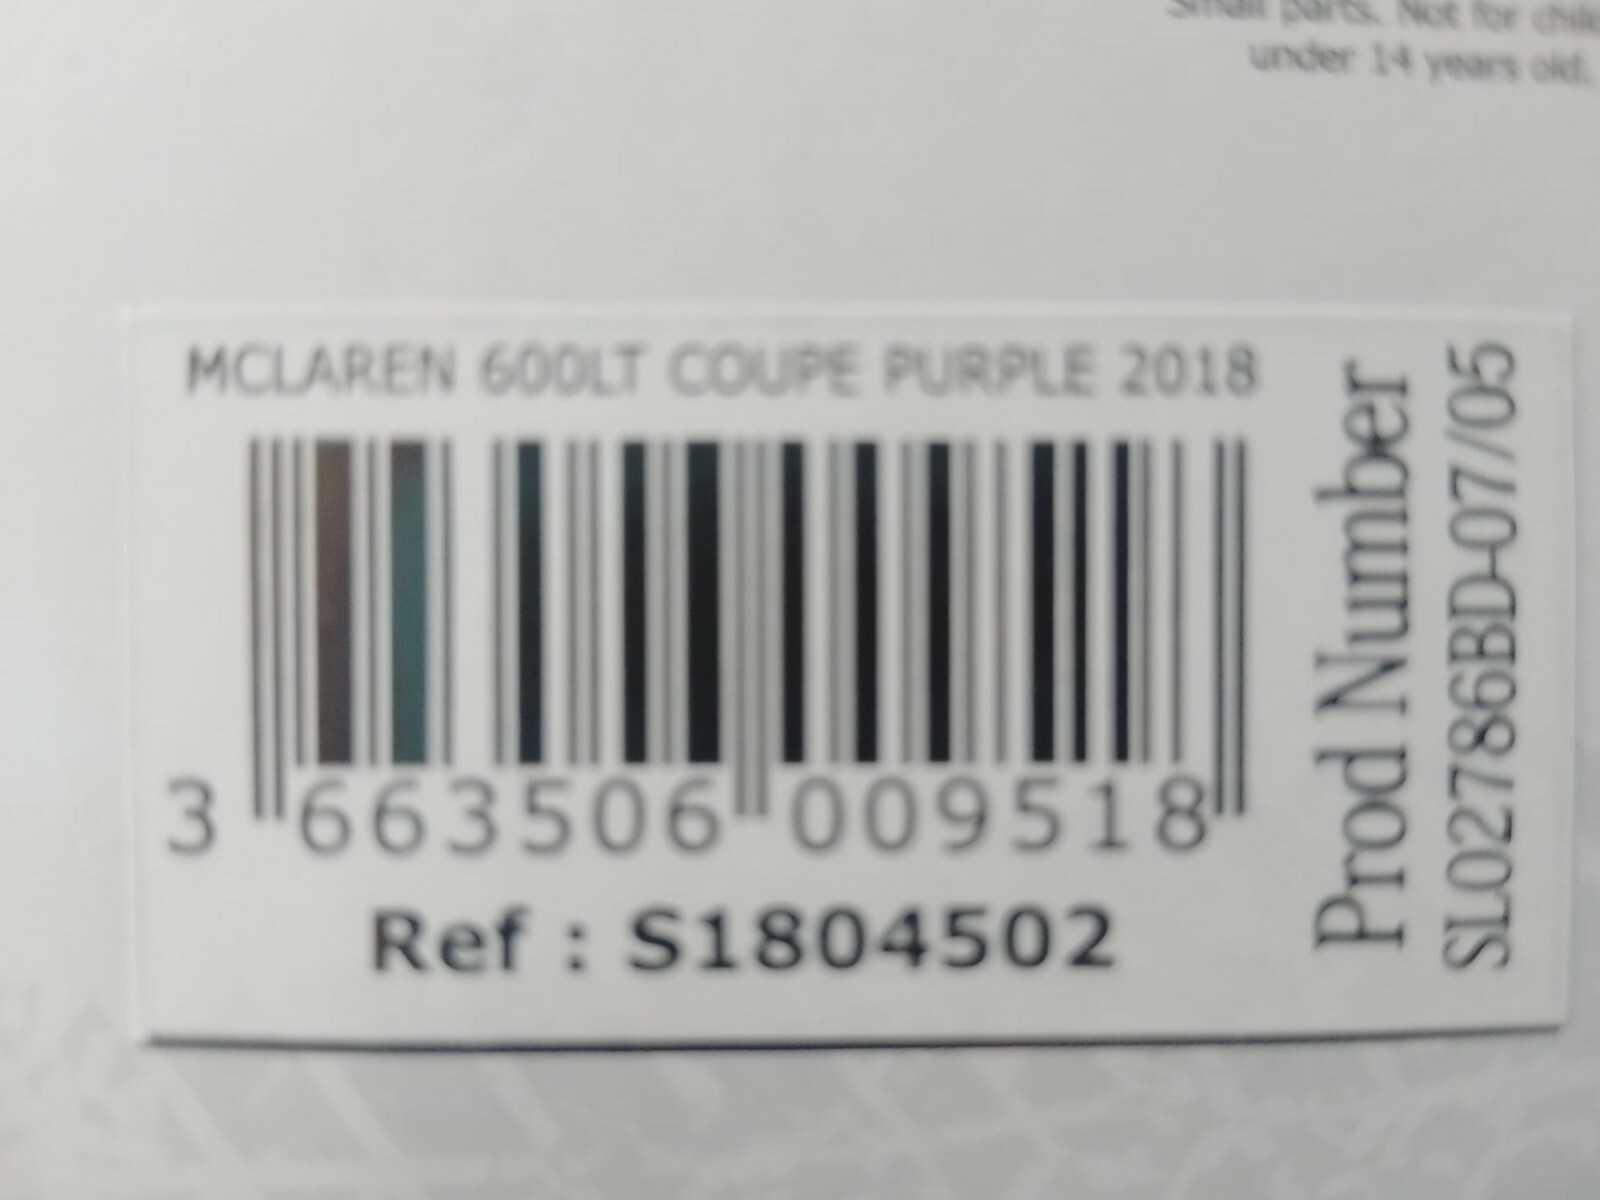 Small parts. Not for chil
under 14 years old.
MCLAREN 600LT COUPE PURPLE 2018
3 663506 009518
Ref : S1804502
Prod Number
SL02786BD-07/05